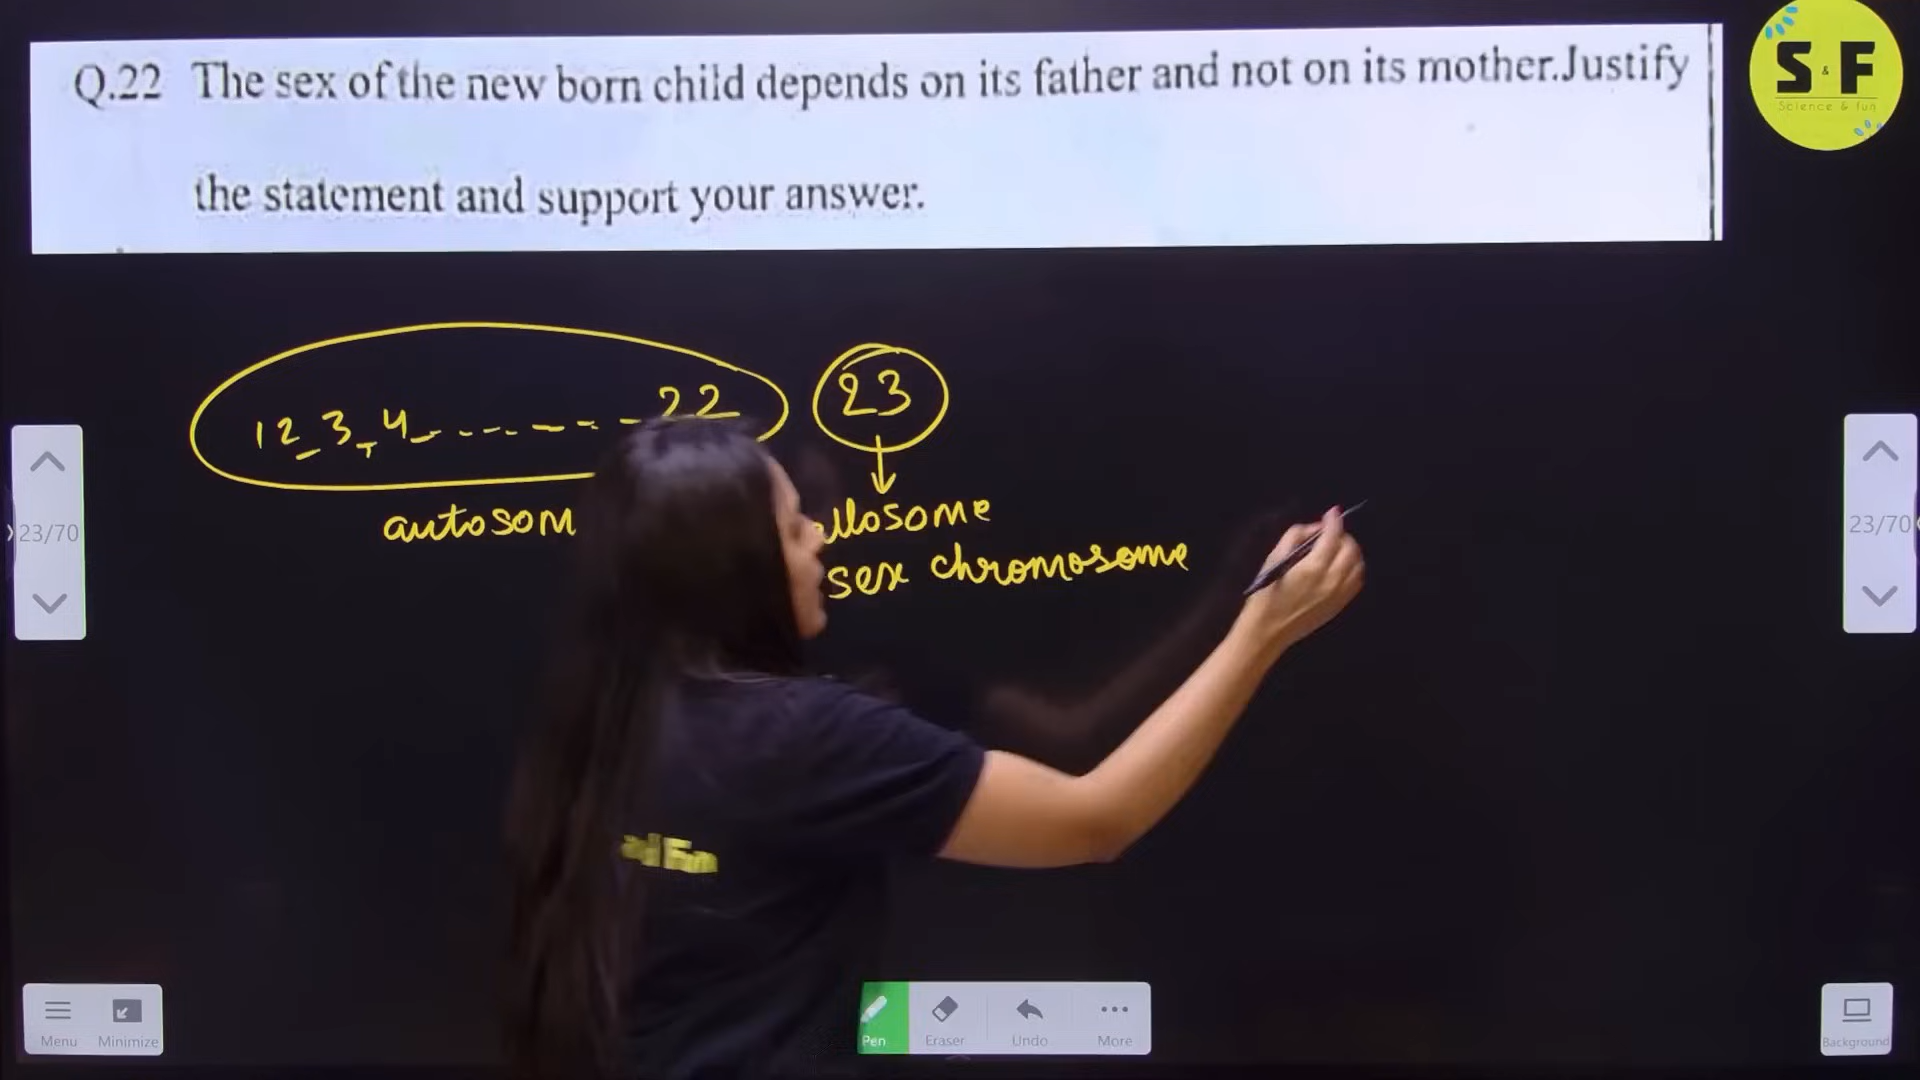 Q.22 The sex of the new born child depends on its father and not on its mother.Justify
the statement and support your answer.
S & F
Science & fun
1 2, 3, 4 - - - - - - - 22
23
autosom
allosome
sex chromosome
23/70
23/70
Fun
Menu
Minimize
Pen
Eraser
Undo
More
Background